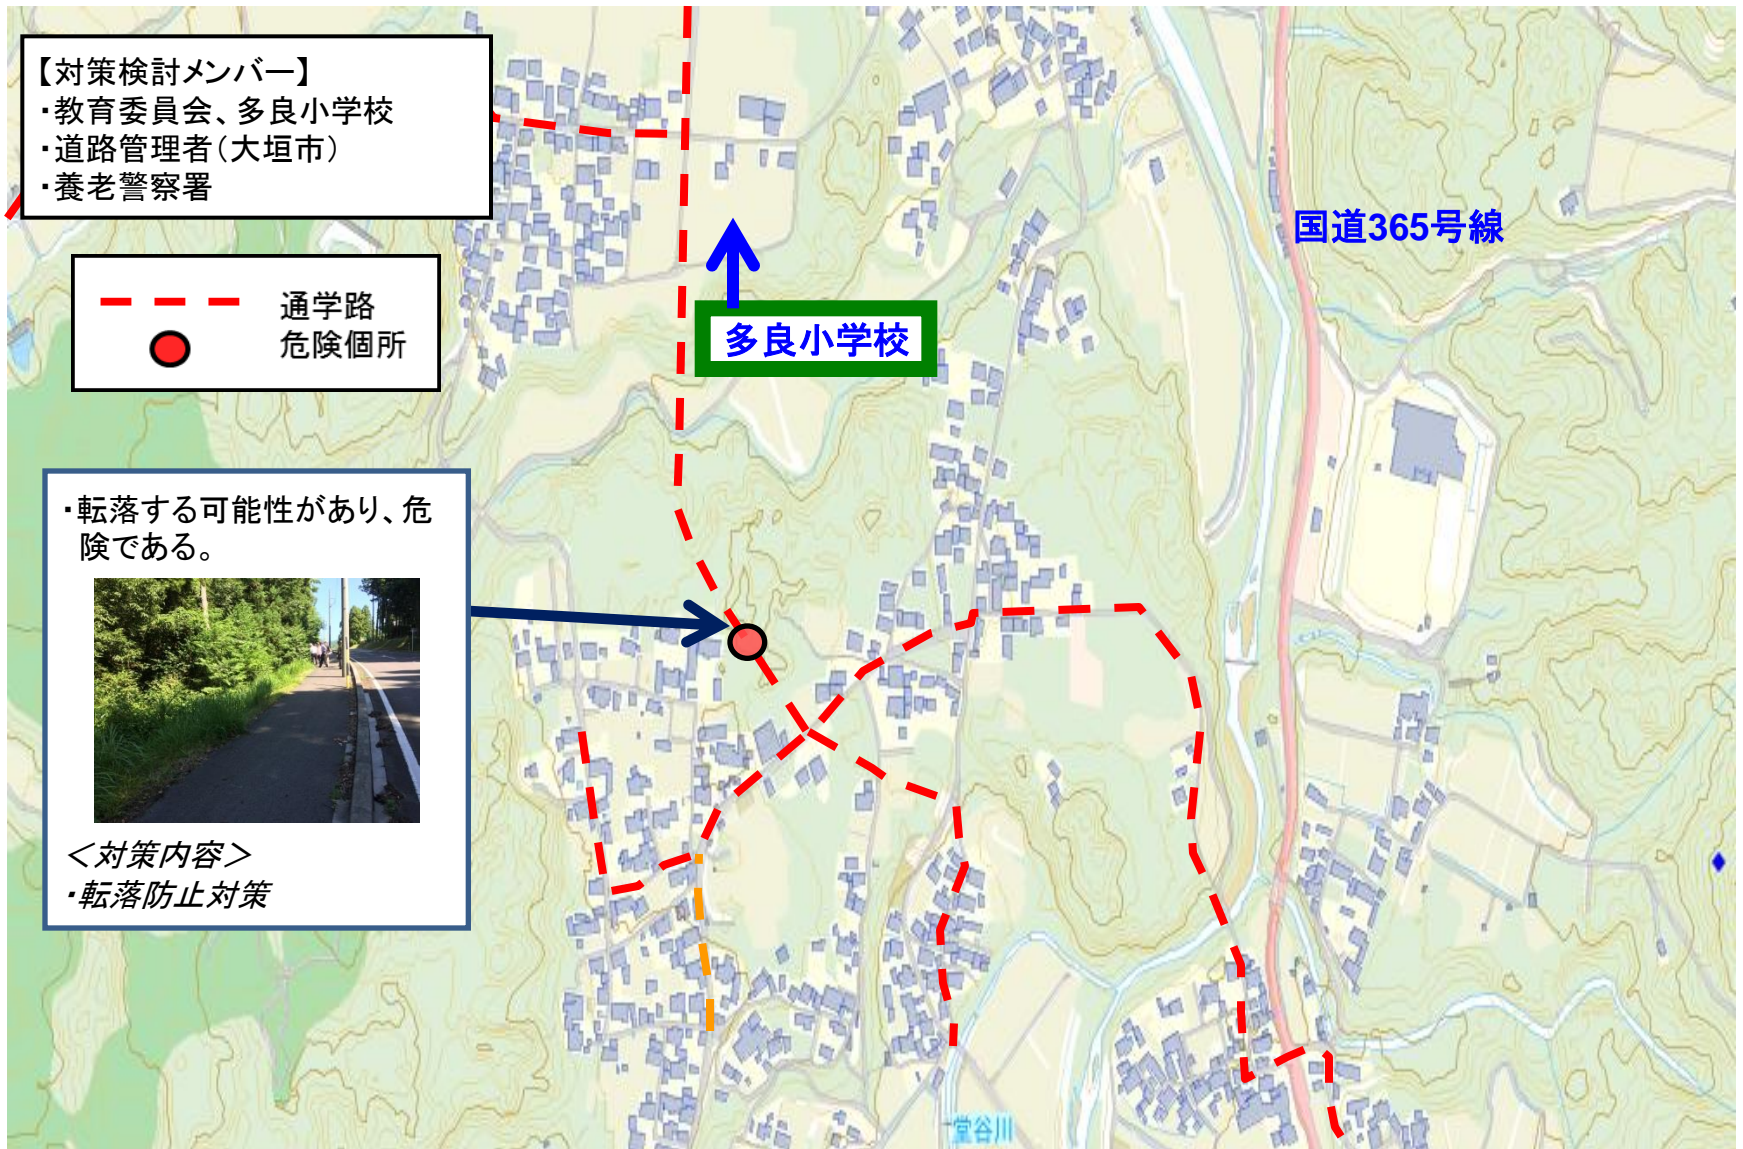 【対策検討メンバー】
・教育委員会、多良小学校
・道路管理者(大垣市)
・養老警察署
国道365号線
通学路
危険個所
多良小学校
・転落する可能性があり、危
険である。
＜対策内容＞
・転落防止対策
堂谷川